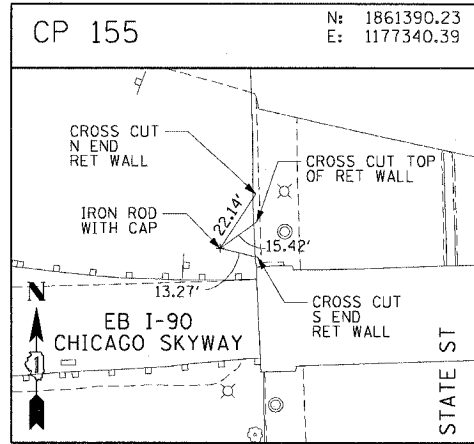 CP 155
N: 1861390.23
E: 1177340.39
CROSS CUT
N END
RET WALL
CROSS CUT TOP
OF RET WALL
IRON ROD
WITH CAP
22.14'
15.42'
13.27'
N
1
EB I-90
CHICAGO SKYWAY
CROSS CUT
S END
RET WALL
STATE ST